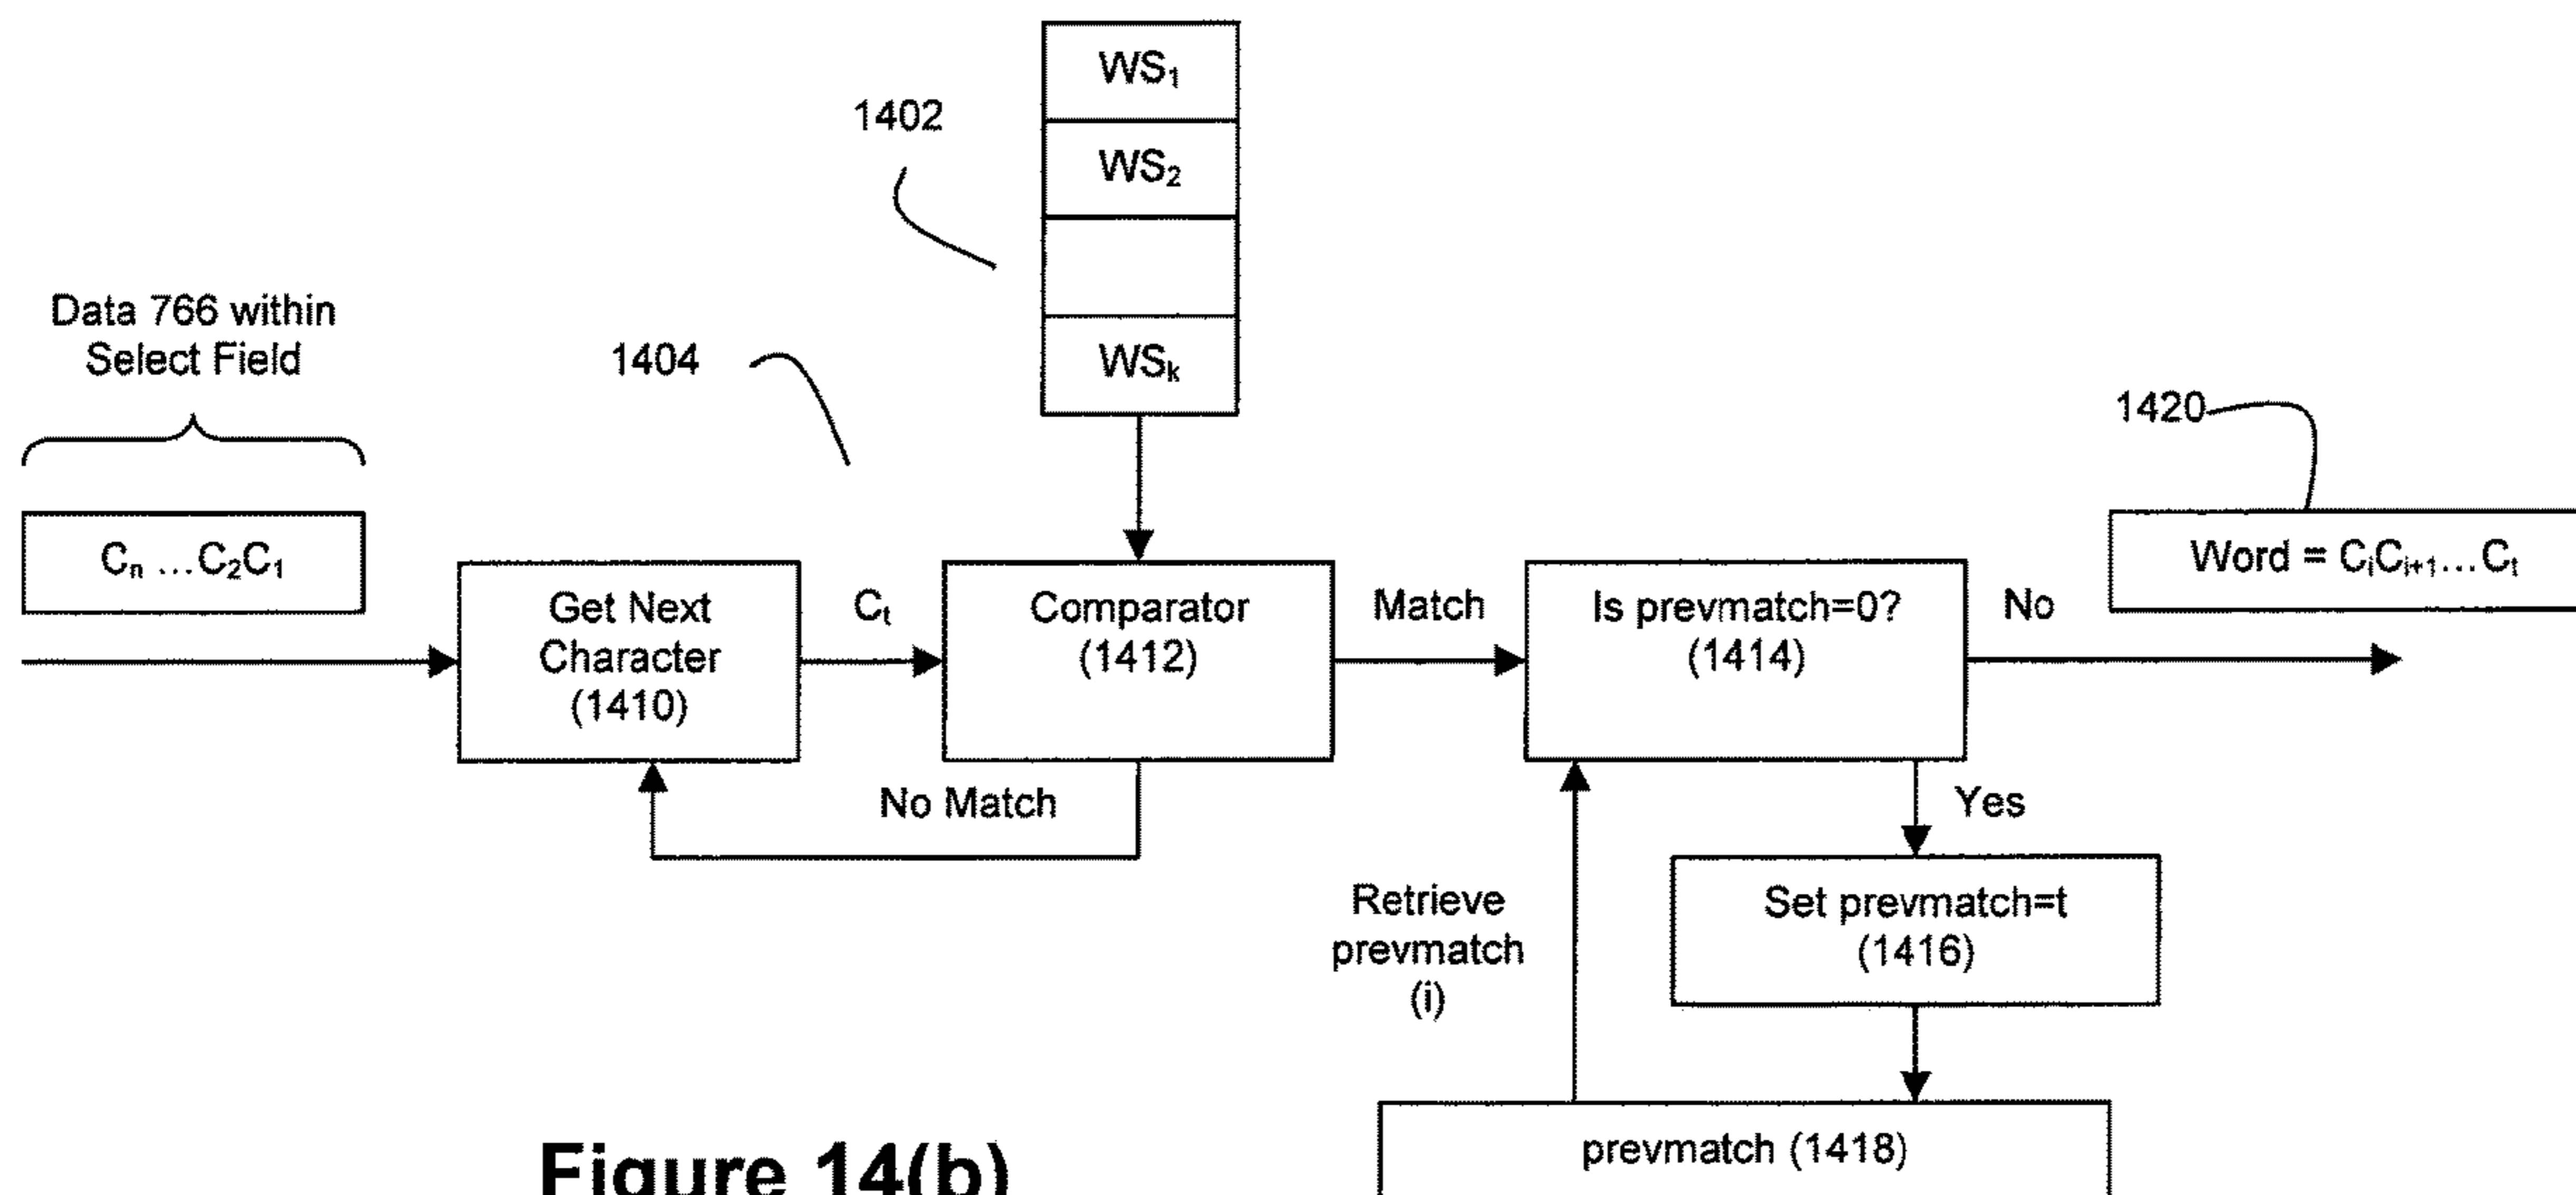 WS₁
1402
WS₂
Data 766 within
Select Field
1404
WSₖ
1420
Cₙ ...C₂C₁
Word = CᵢCᵢ₊₁...Cₜ
Get Next
Character
(1410)
Cₜ
Comparator
(1412)
Match
Is prevmatch=0?
(1414)
No
No Match
Yes
Retrieve
prevmatch
(i)
Set prevmatch=t
(1416)
prevmatch (1418)
Figure 14(b)